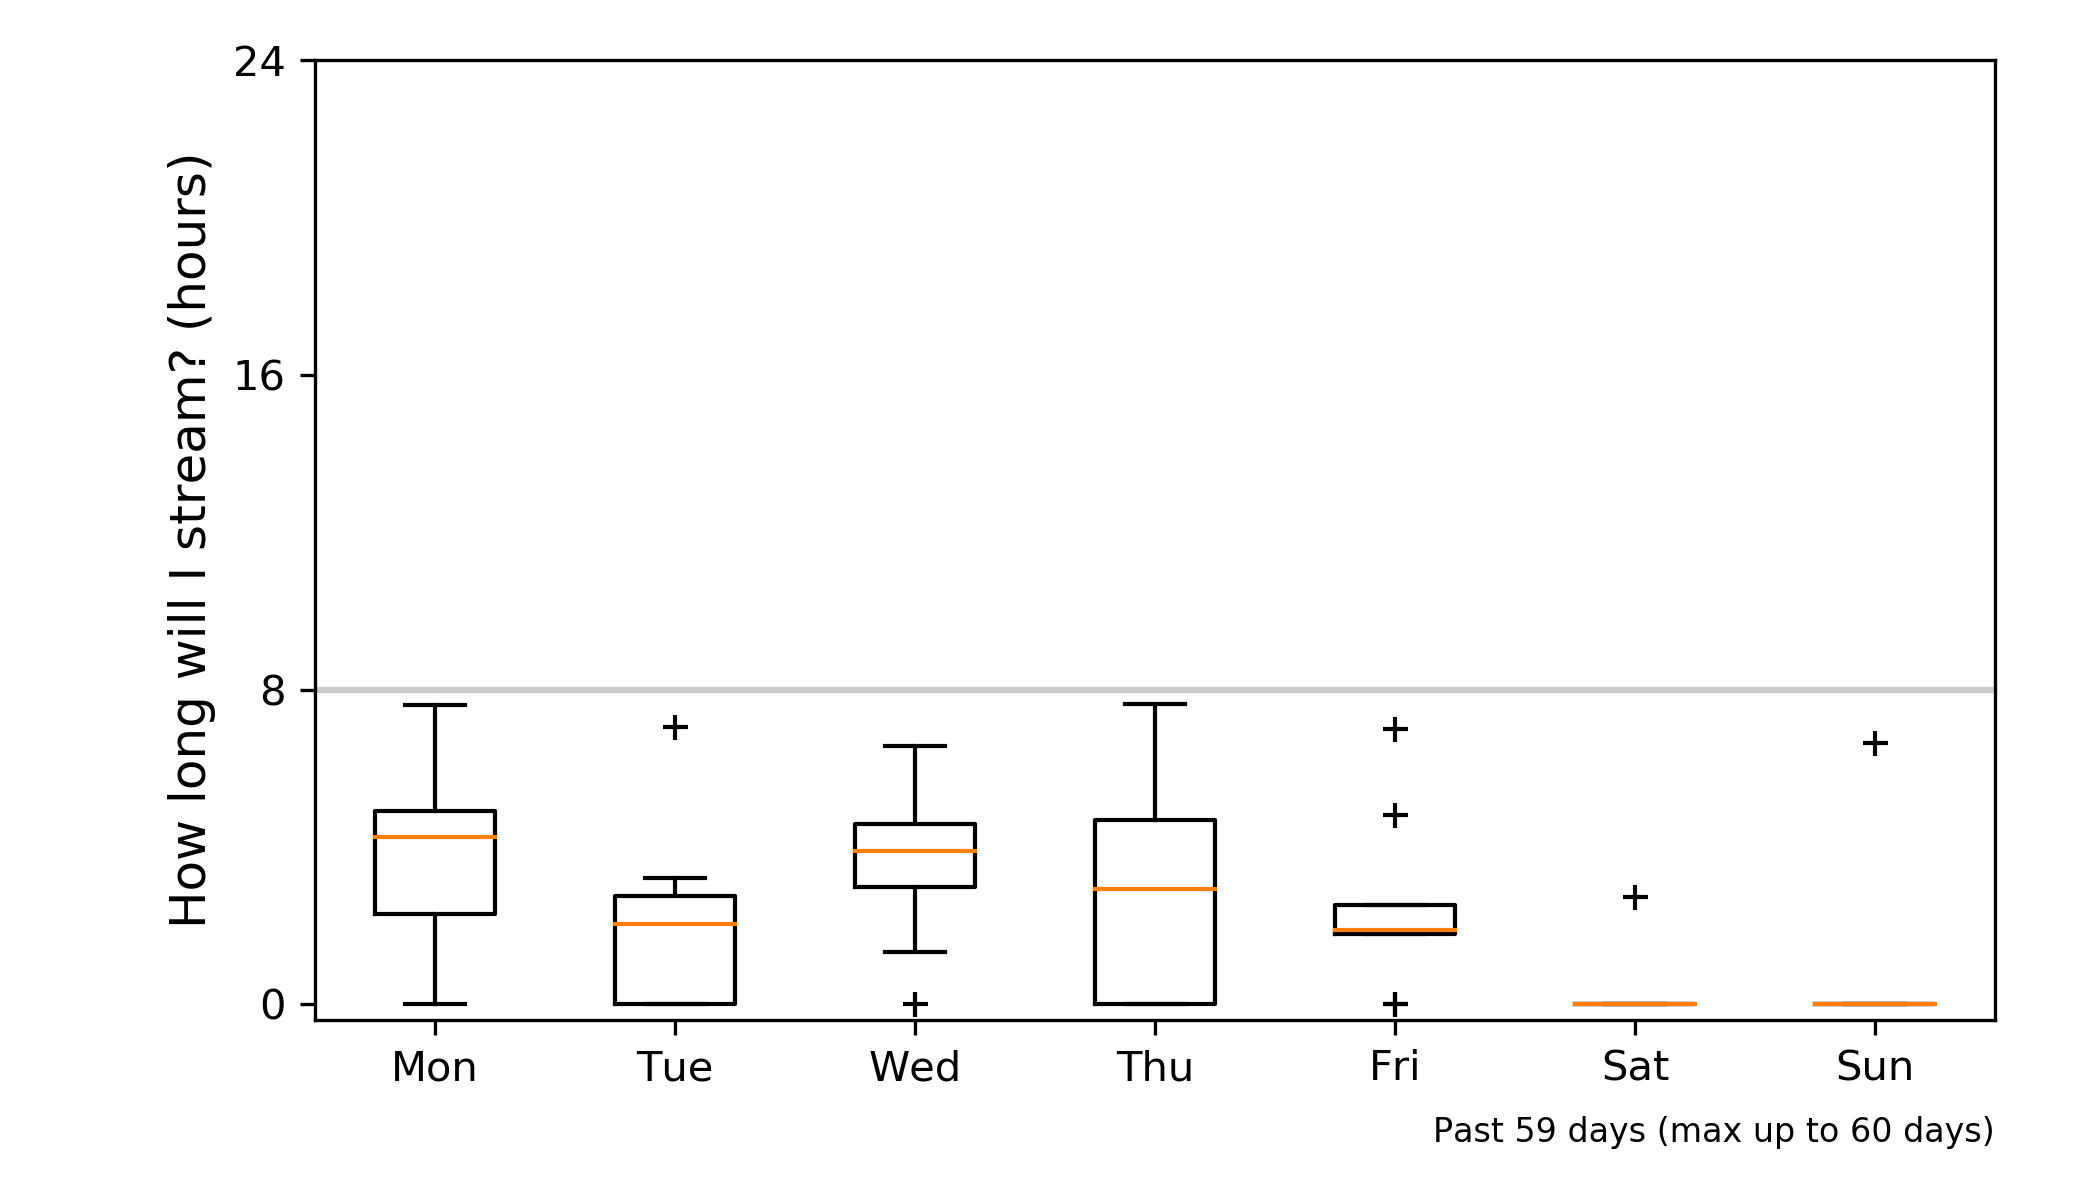 How long will I stream? (hours)
24
16
8
0
Mon Tue Wed Thu Fri Sat Sun
Past 59 days (max up to 60 days)